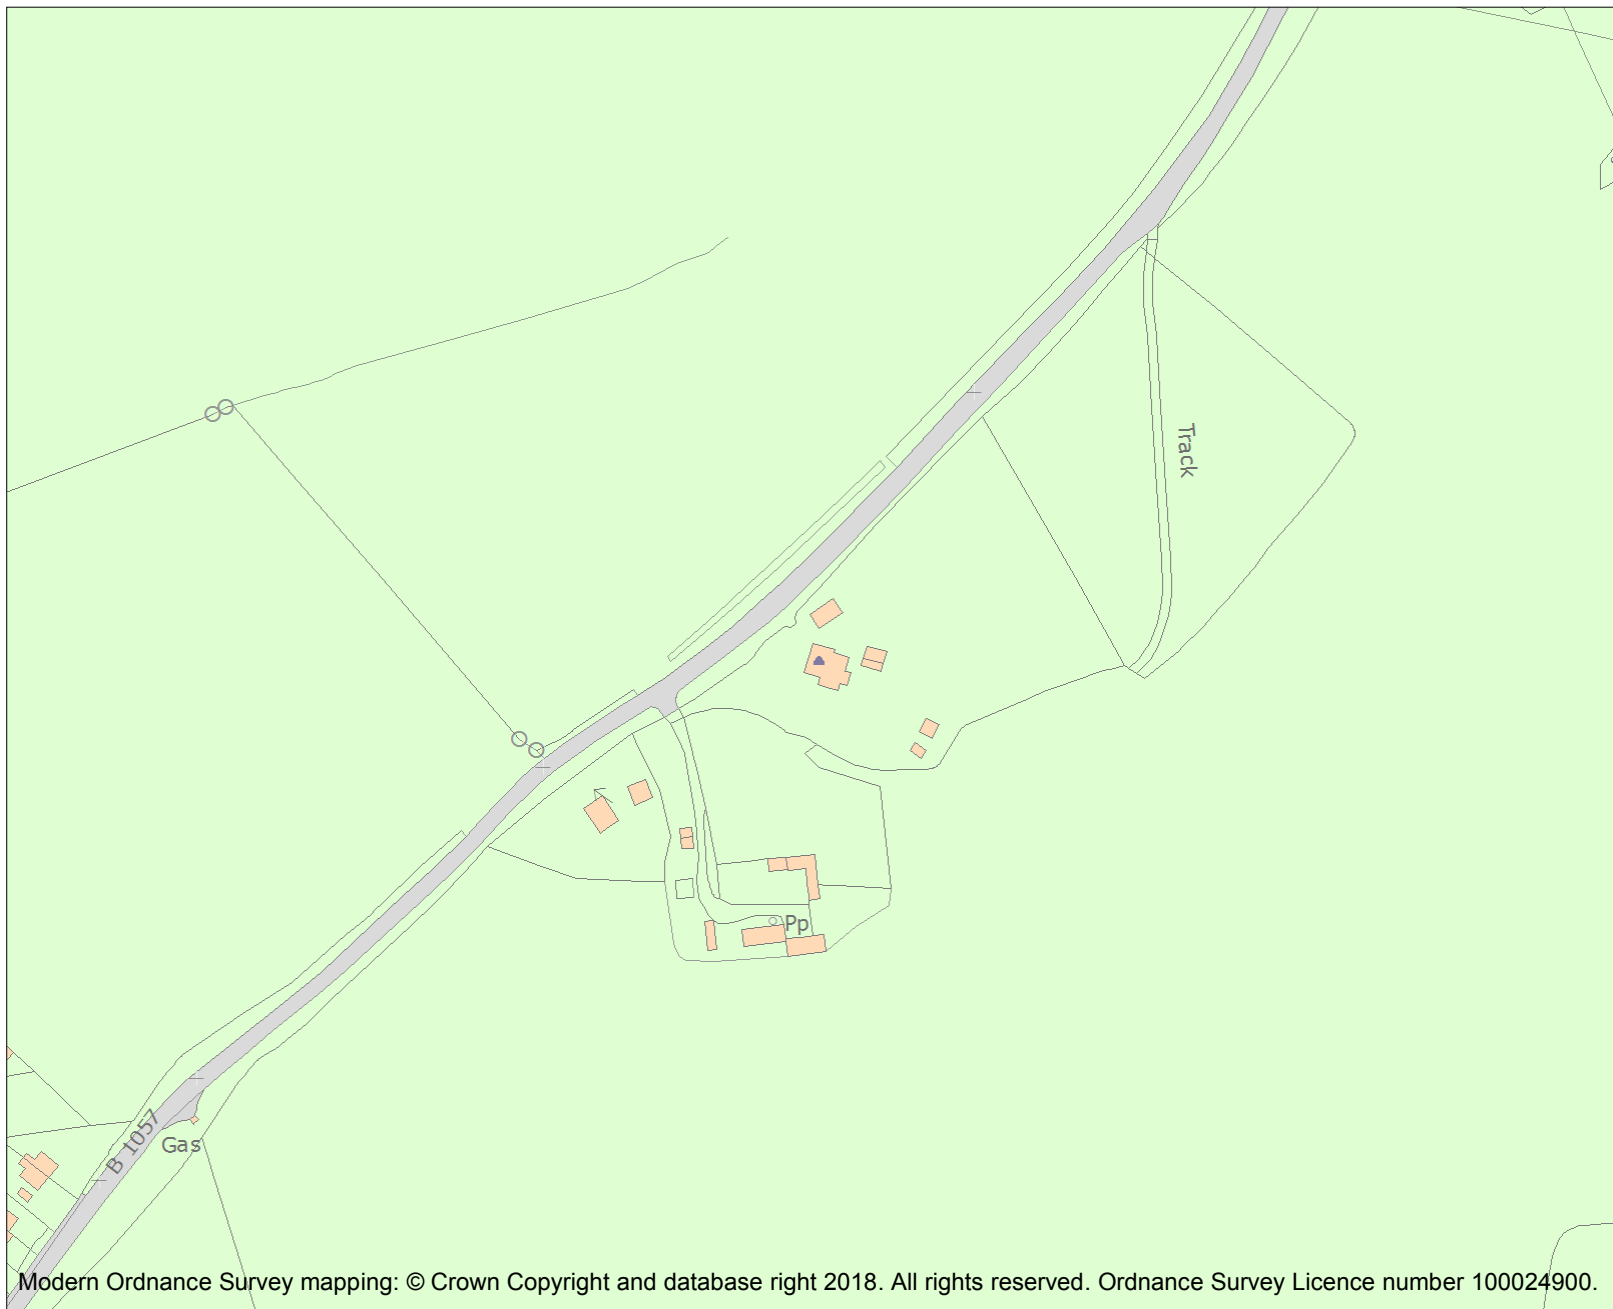 Track
Pp
B 1057
Gas
Modern Ordnance Survey mapping: © Crown Copyright and database right 2018. All rights reserved. Ordnance Survey Licence number 100024900.